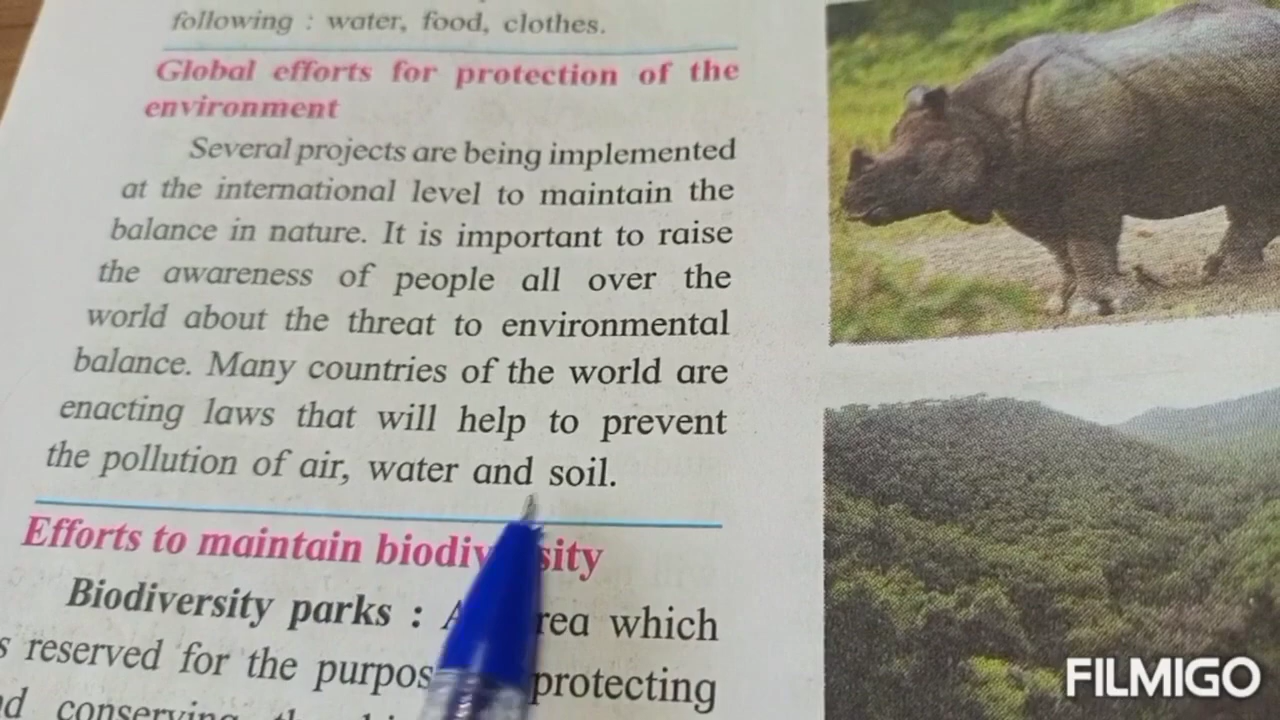 following : water, food, clothes.
Global efforts for protection of the
environment
Several projects are being implemented
at the international level to maintain the
balance in nature. It is important to raise
the awareness of people all over the
world about the threat to environmental
balance. Many countries of the world are
enacting laws that will help to prevent
the pollution of air, water and soil.
Efforts to maintain
Biodiversity parks : which
reserved for the protecting
conserving
FILMIGO